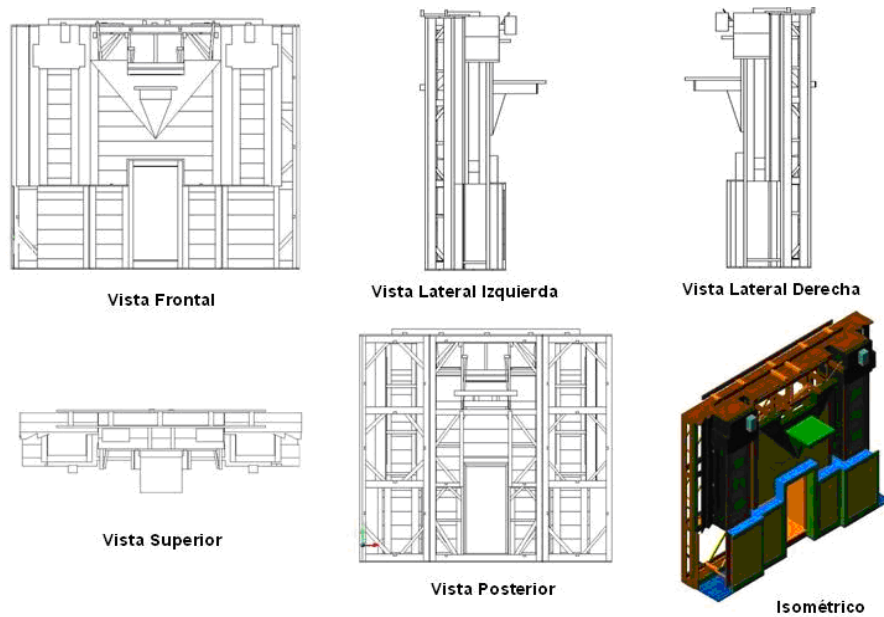 Vista Frontal
Vista Lateral Izquierda
Vista Lateral Derecha
Vista Superior
Vista Posterior
Isométrico